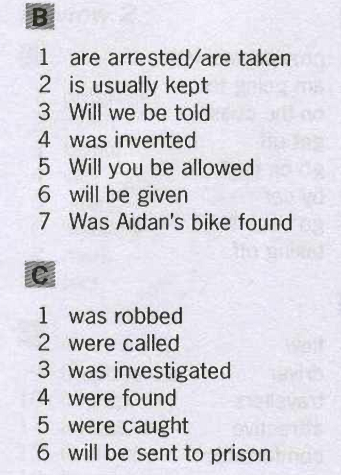 B
1 are arrested/are taken
2 is usually kept
3 Will we be told
4 was invented
5 Will you be allowed
6 will be given
7 Was Aidan's bike found
C
1 was robbed
2 were called
3 was investigated
4 were found
5 were caught
6 will be sent to prison